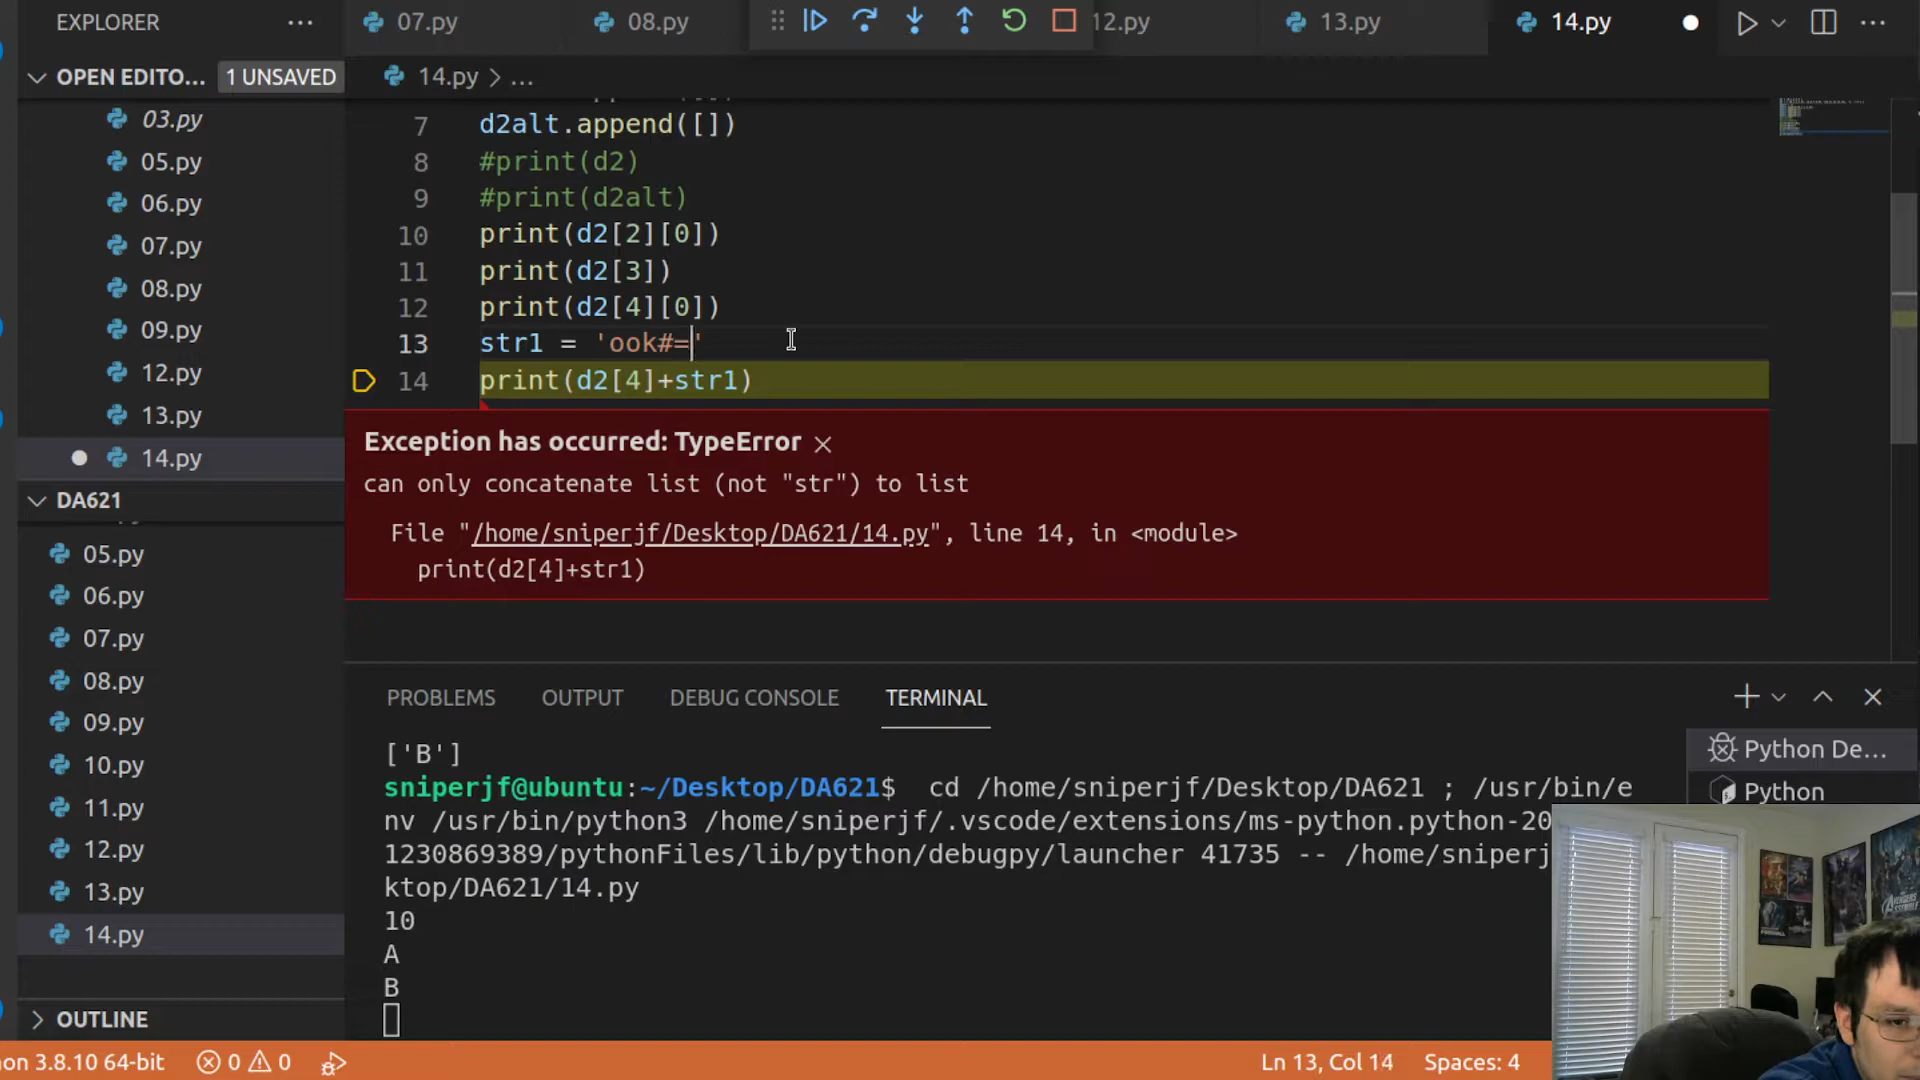 EXPLORER ···
07.py 08.py 12.py 13.py 14.py
OPEN EDITO... 1 UNSAVED
14.py > ...
03.py
05.py
06.py
07.py
08.py
09.py
12.py
13.py
14.py
DA621
05.py
06.py
07.py
08.py
09.py
10.py
11.py
12.py
13.py
14.py
OUTLINE
7 d2alt.append([])
8 #print(d2)
9 #print(d2alt)
10 print(d2[2][0])
11 print(d2[3])
12 print(d2[4][0])
13 str1 = 'ook#='
14 print(d2[4]+str1)
Exception has occurred: TypeError ×
can only concatenate list (not "str") to list
File "/home/sniperjf/Desktop/DA621/14.py", line 14, in <module>
print(d2[4]+str1)
PROBLEMS OUTPUT DEBUG CONSOLE TERMINAL
['B']
sniperjf@ubuntu:~/Desktop/DA621$ cd /home/sniperjf/Desktop/DA621 ; /usr/bin/e
nv /usr/bin/python3 /home/sniperjf/.vscode/extensions/ms-python.python-20
1230869389/pythonFiles/lib/python/debugpy/launcher 41735 -- /home/sniperj
ktop/DA621/14.py
10
A
B
Python De...
Python
AVENGERS
on 3.8.10 64-bit 0 0 Ln 13, Col 14 Spaces: 4